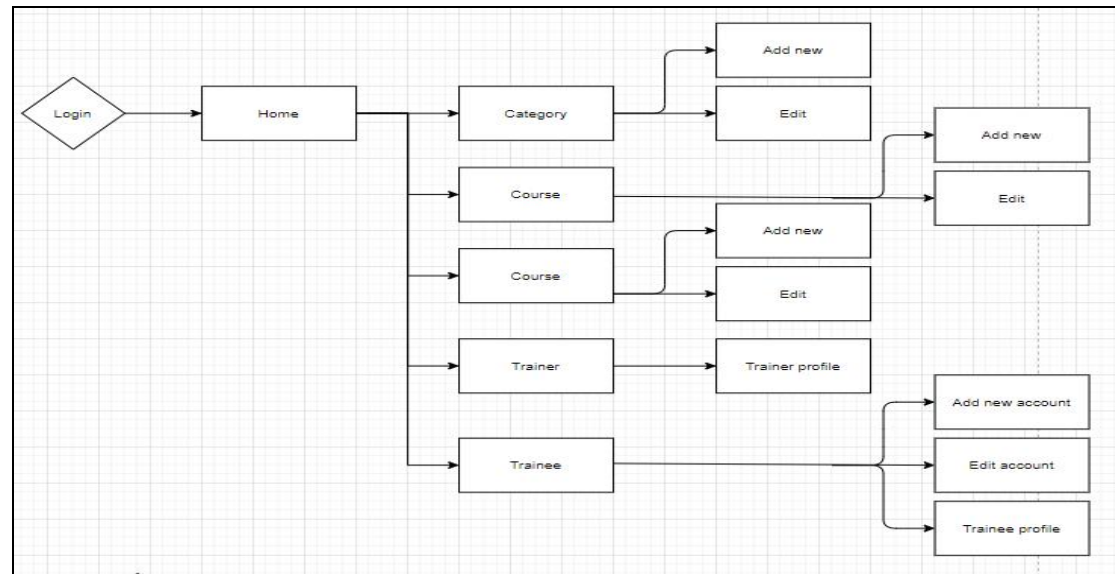 Login
Home
Category
Add new
Edit
Course
Add new
Edit
Course
Add new
Edit
Trainer
Trainer profile
Trainee
Add new account
Edit account
Trainee profile